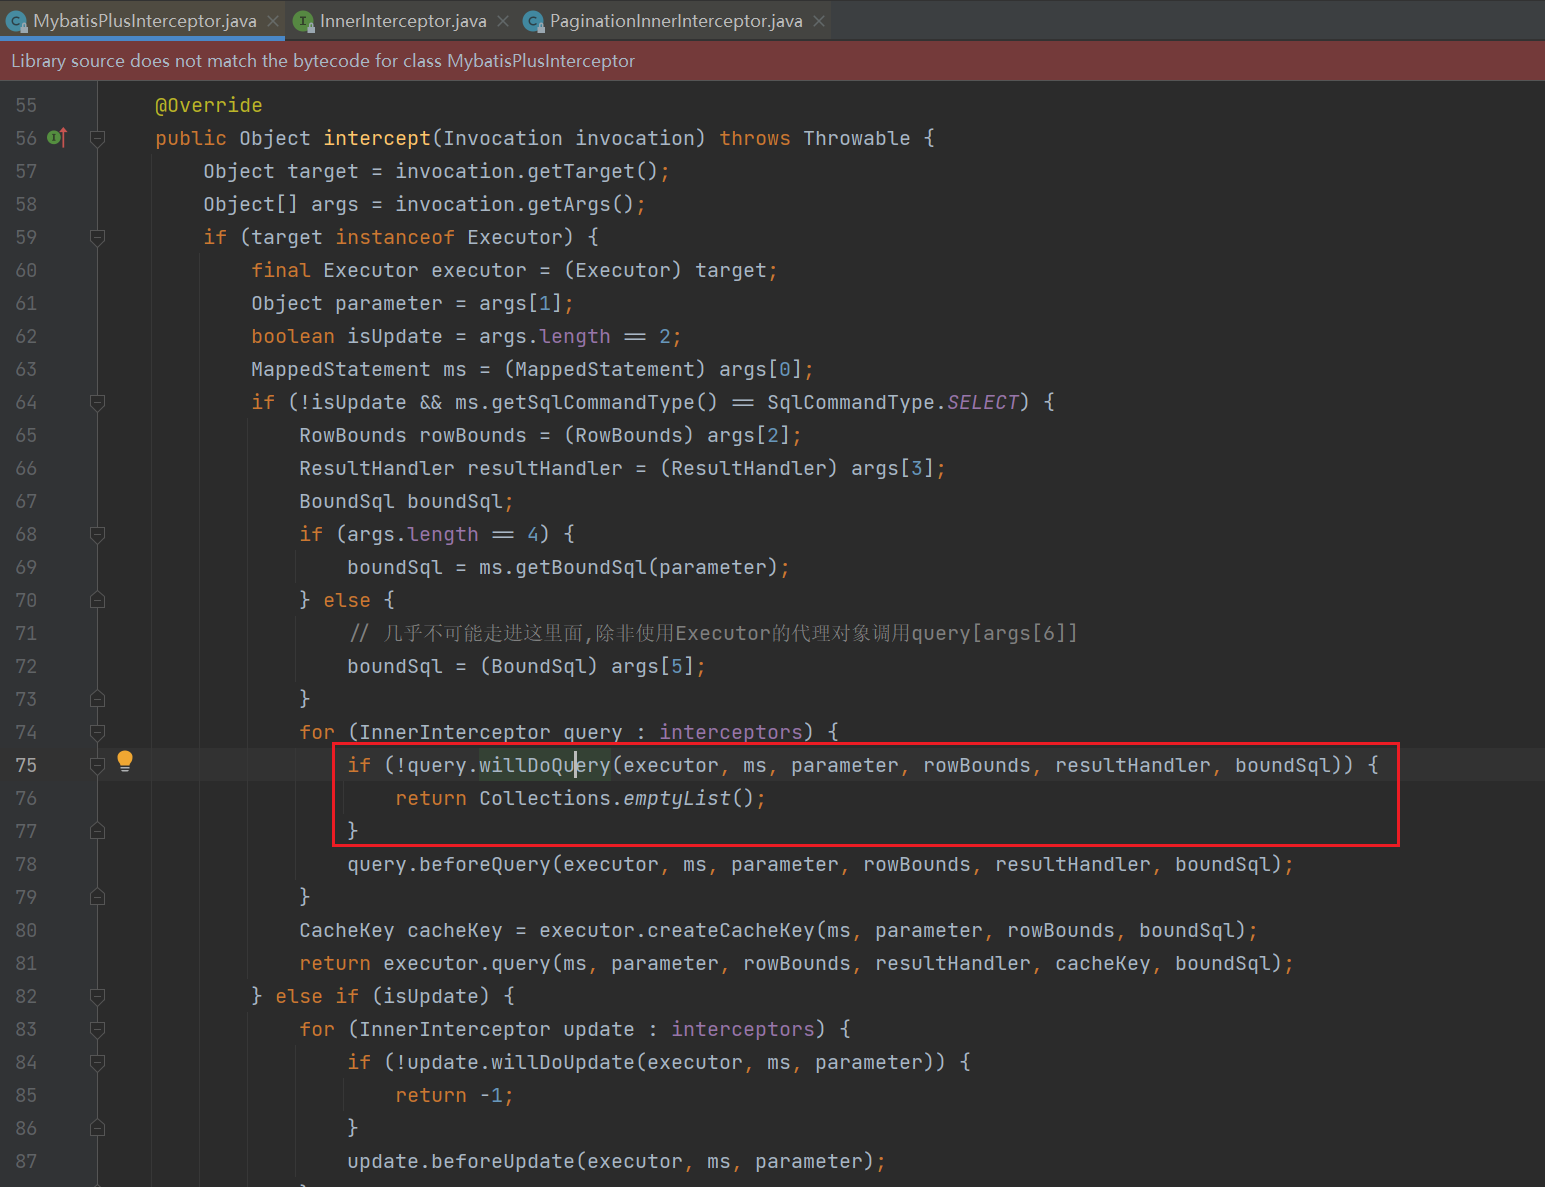 MybatisPlusInterceptor.java InnerInterceptor.java PaginationInnerInterceptor.java
Library source does not match the bytecode for class MybatisPlusInterceptor
55 @Override
56 public Object intercept(Invocation invocation) throws Throwable {
57 Object target = invocation.getTarget();
58 Object[] args = invocation.getArgs();
59 if (target instanceof Executor) {
60 final Executor executor = (Executor) target;
61 Object parameter = args[1];
62 boolean isUpdate = args.length == 2;
63 MappedStatement ms = (MappedStatement) args[0];
64 if (!isUpdate && ms.getSqlCommandType() == SqlCommandType.SELECT) {
65 RowBounds rowBounds = (RowBounds) args[2];
66 ResultHandler resultHandler = (ResultHandler) args[3];
67 BoundSql boundSql;
68 if (args.length == 4) {
69 boundSql = ms.getBoundSql(parameter);
70 } else {
71 // 几乎不可能走进这里面,除非使用Executor的代理对象调用query[args[6]]
72 boundSql = (BoundSql) args[5];
73 }
74 for (InnerInterceptor query : interceptors) {
75 if (!query.willDoQuery(executor, ms, parameter, rowBounds, resultHandler, boundSql)) {
76 return Collections.emptyList();
77 }
78 query.beforeQuery(executor, ms, parameter, rowBounds, resultHandler, boundSql);
79 }
80 CacheKey cacheKey = executor.createCacheKey(ms, parameter, rowBounds, boundSql);
81 return executor.query(ms, parameter, rowBounds, resultHandler, cacheKey, boundSql);
82 } else if (isUpdate) {
83 for (InnerInterceptor update : interceptors) {
84 if (!update.willDoUpdate(executor, ms, parameter)) {
85 return -1;
86 }
87 update.beforeUpdate(executor, ms, parameter);